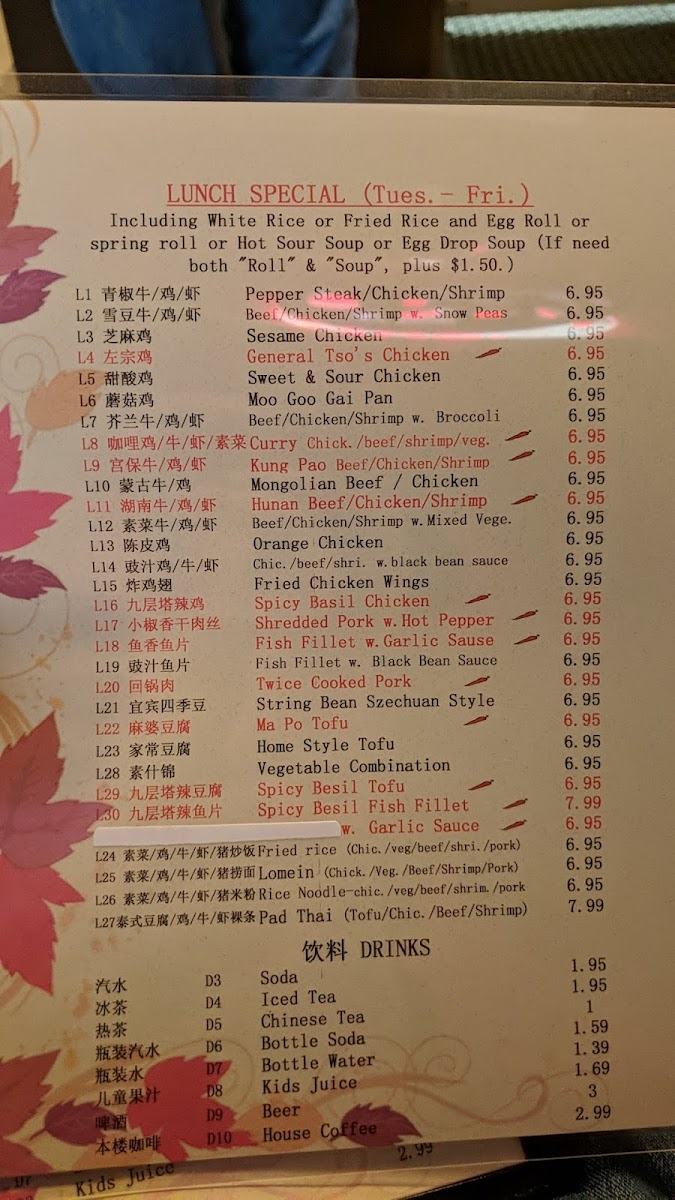 LUNCH SPECIAL (Tues.- Fri.)
Including White Rice or Fried Rice and Egg Roll or
spring roll or Hot Sour Soup or Egg Drop Soup (If need
both "Roll" & "Soup", plus $1.50.)
L1 青椒牛/鸡/虾 Pepper Steak/Chicken/Shrimp 6.95
L2 雪豆牛/鸡/虾 Beef/Chicken/Shrimp w. Snow Peas 6.95
L3 芝麻鸡 Sesame Chicken 6.95
L4 左宗鸡 General Tso's Chicken 6.95
L5 甜酸鸡 Sweet & Sour Chicken 6.95
L6 蘑菇鸡 Moo Goo Gai Pan 6.95
L7 芥兰牛/鸡/虾 Beef/Chicken/Shrimp w. Broccoli 6.95
L8 咖哩鸡/牛/虾/素菜 Curry Chick./beef/shrimp/veg. 6.95
L9 宫保牛/鸡/虾 Kung Pao Beef/Chicken/Shrimp 6.95
L10 蒙古牛/鸡 Mongolian Beef / Chicken 6.95
L11 湖南牛/鸡/虾 Hunan Beef/Chicken/Shrimp 6.95
L12 素菜牛/鸡/虾 Beef/Chicken/Shrimp w.Mixed Vege. 6.95
L13 陈皮鸡 Orange Chicken 6.95
L14 豉汁鸡/牛/虾 Chic./beef/shri. w.black bean sauce 6.95
L15 炸鸡翅 Fried Chicken Wings 6.95
L16 九层塔辣鸡 Spicy Basil Chicken 6.95
L17 小椒香干肉丝 Shredded Pork w.Hot Pepper 6.95
L18 鱼香鱼片 Fish Fillet w.Garlic Sause 6.95
L19 豉汁鱼片 Fish Fillet w. Black Bean Sauce 6.95
L20 回锅肉 Twice Cooked Pork 6.95
L21 宜宾四季豆 String Bean Szechuan Style 6.95
L22 麻婆豆腐 Ma Po Tofu 6.95
L23 家常豆腐 Home Style Tofu 6.95
L28 素什锦 Vegetable Combination 6.95
L29 九层塔辣豆腐 Spicy Besil Tofu 6.95
L30 九层塔辣鱼片 Spicy Besil Fish Fillet 7.99
w. Garlic Sauce 6.95
L24 素菜/鸡/牛/虾/猪炒饭 Fried rice (Chic./veg/beef/shri./pork) 6.95
L25 素菜/鸡/牛/虾/猪捞面 Lomein (Chick./Veg./Beef/Shrimp/Pork) 6.95
L26 素菜/鸡/牛/虾/猪米粉 Rice Noodle-chic./veg/beef/shrim./pork 6.95
L27泰式豆腐/鸡/牛/虾裸条 Pad Thai (Tofu/Chic./Beef/Shrimp) 7.99
饮料 DRINKS
汽水 D3 Soda 1.95
冰茶 D4 Iced Tea 1.95
热茶 D5 Chinese Tea 1
瓶装汽水 D6 Bottle Soda 1.59
瓶装水 D7 Bottle Water 1.39
儿童果汁 D8 Kids Juice 1.69
啤酒 D9 Beer 3
本楼咖啡 D10 House Coffee 2.99
D7 Kids Juice 2.99